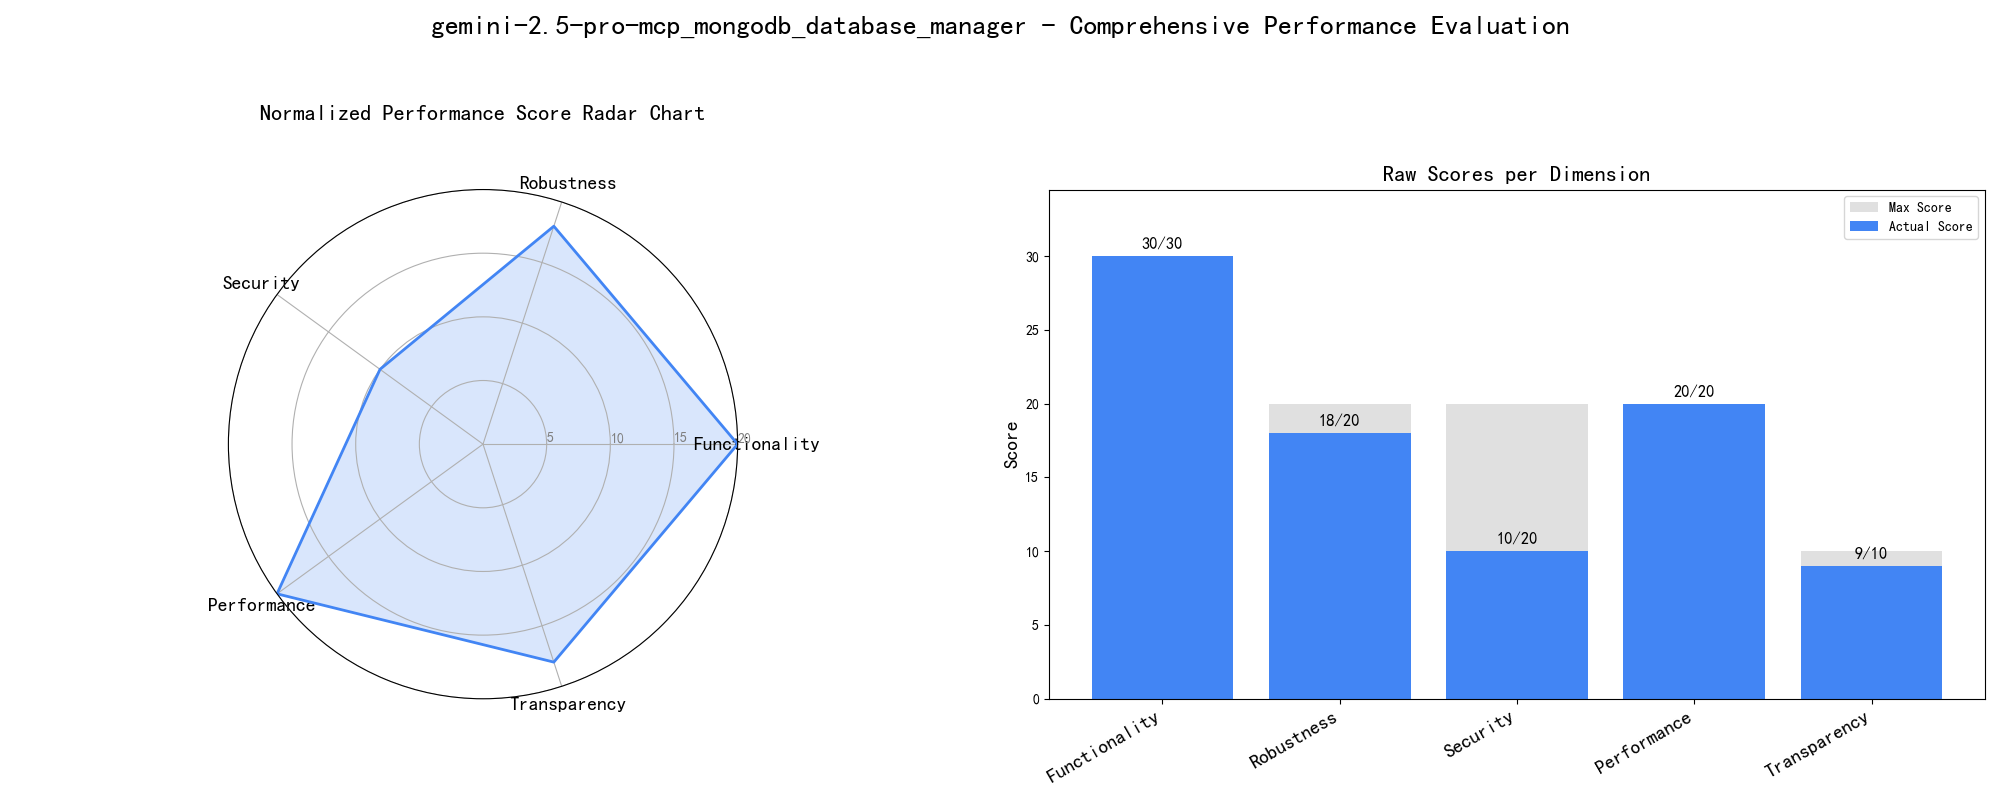 gemini-2.5-pro-mcp_mongodb_database_manager - Comprehensive Performance Evaluation
Normalized Performance Score Radar Chart
Robustness
Security
Functionality
5
10
15
20
Performance
Transparency
Raw Scores per Dimension
Max Score
Actual Score
Score
30
25
20
15
10
5
0
30/30
18/20
10/20
20/20
9/10
Functionality
Robustness
Security
Performance
Transparency